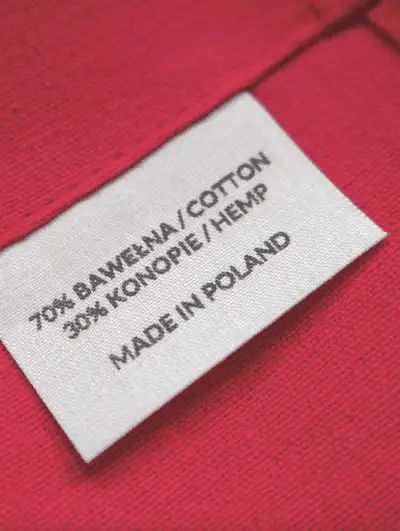 70% BAWEŁNA / COTTON
30% KONOPIE / HEMP
MADE IN POLAND